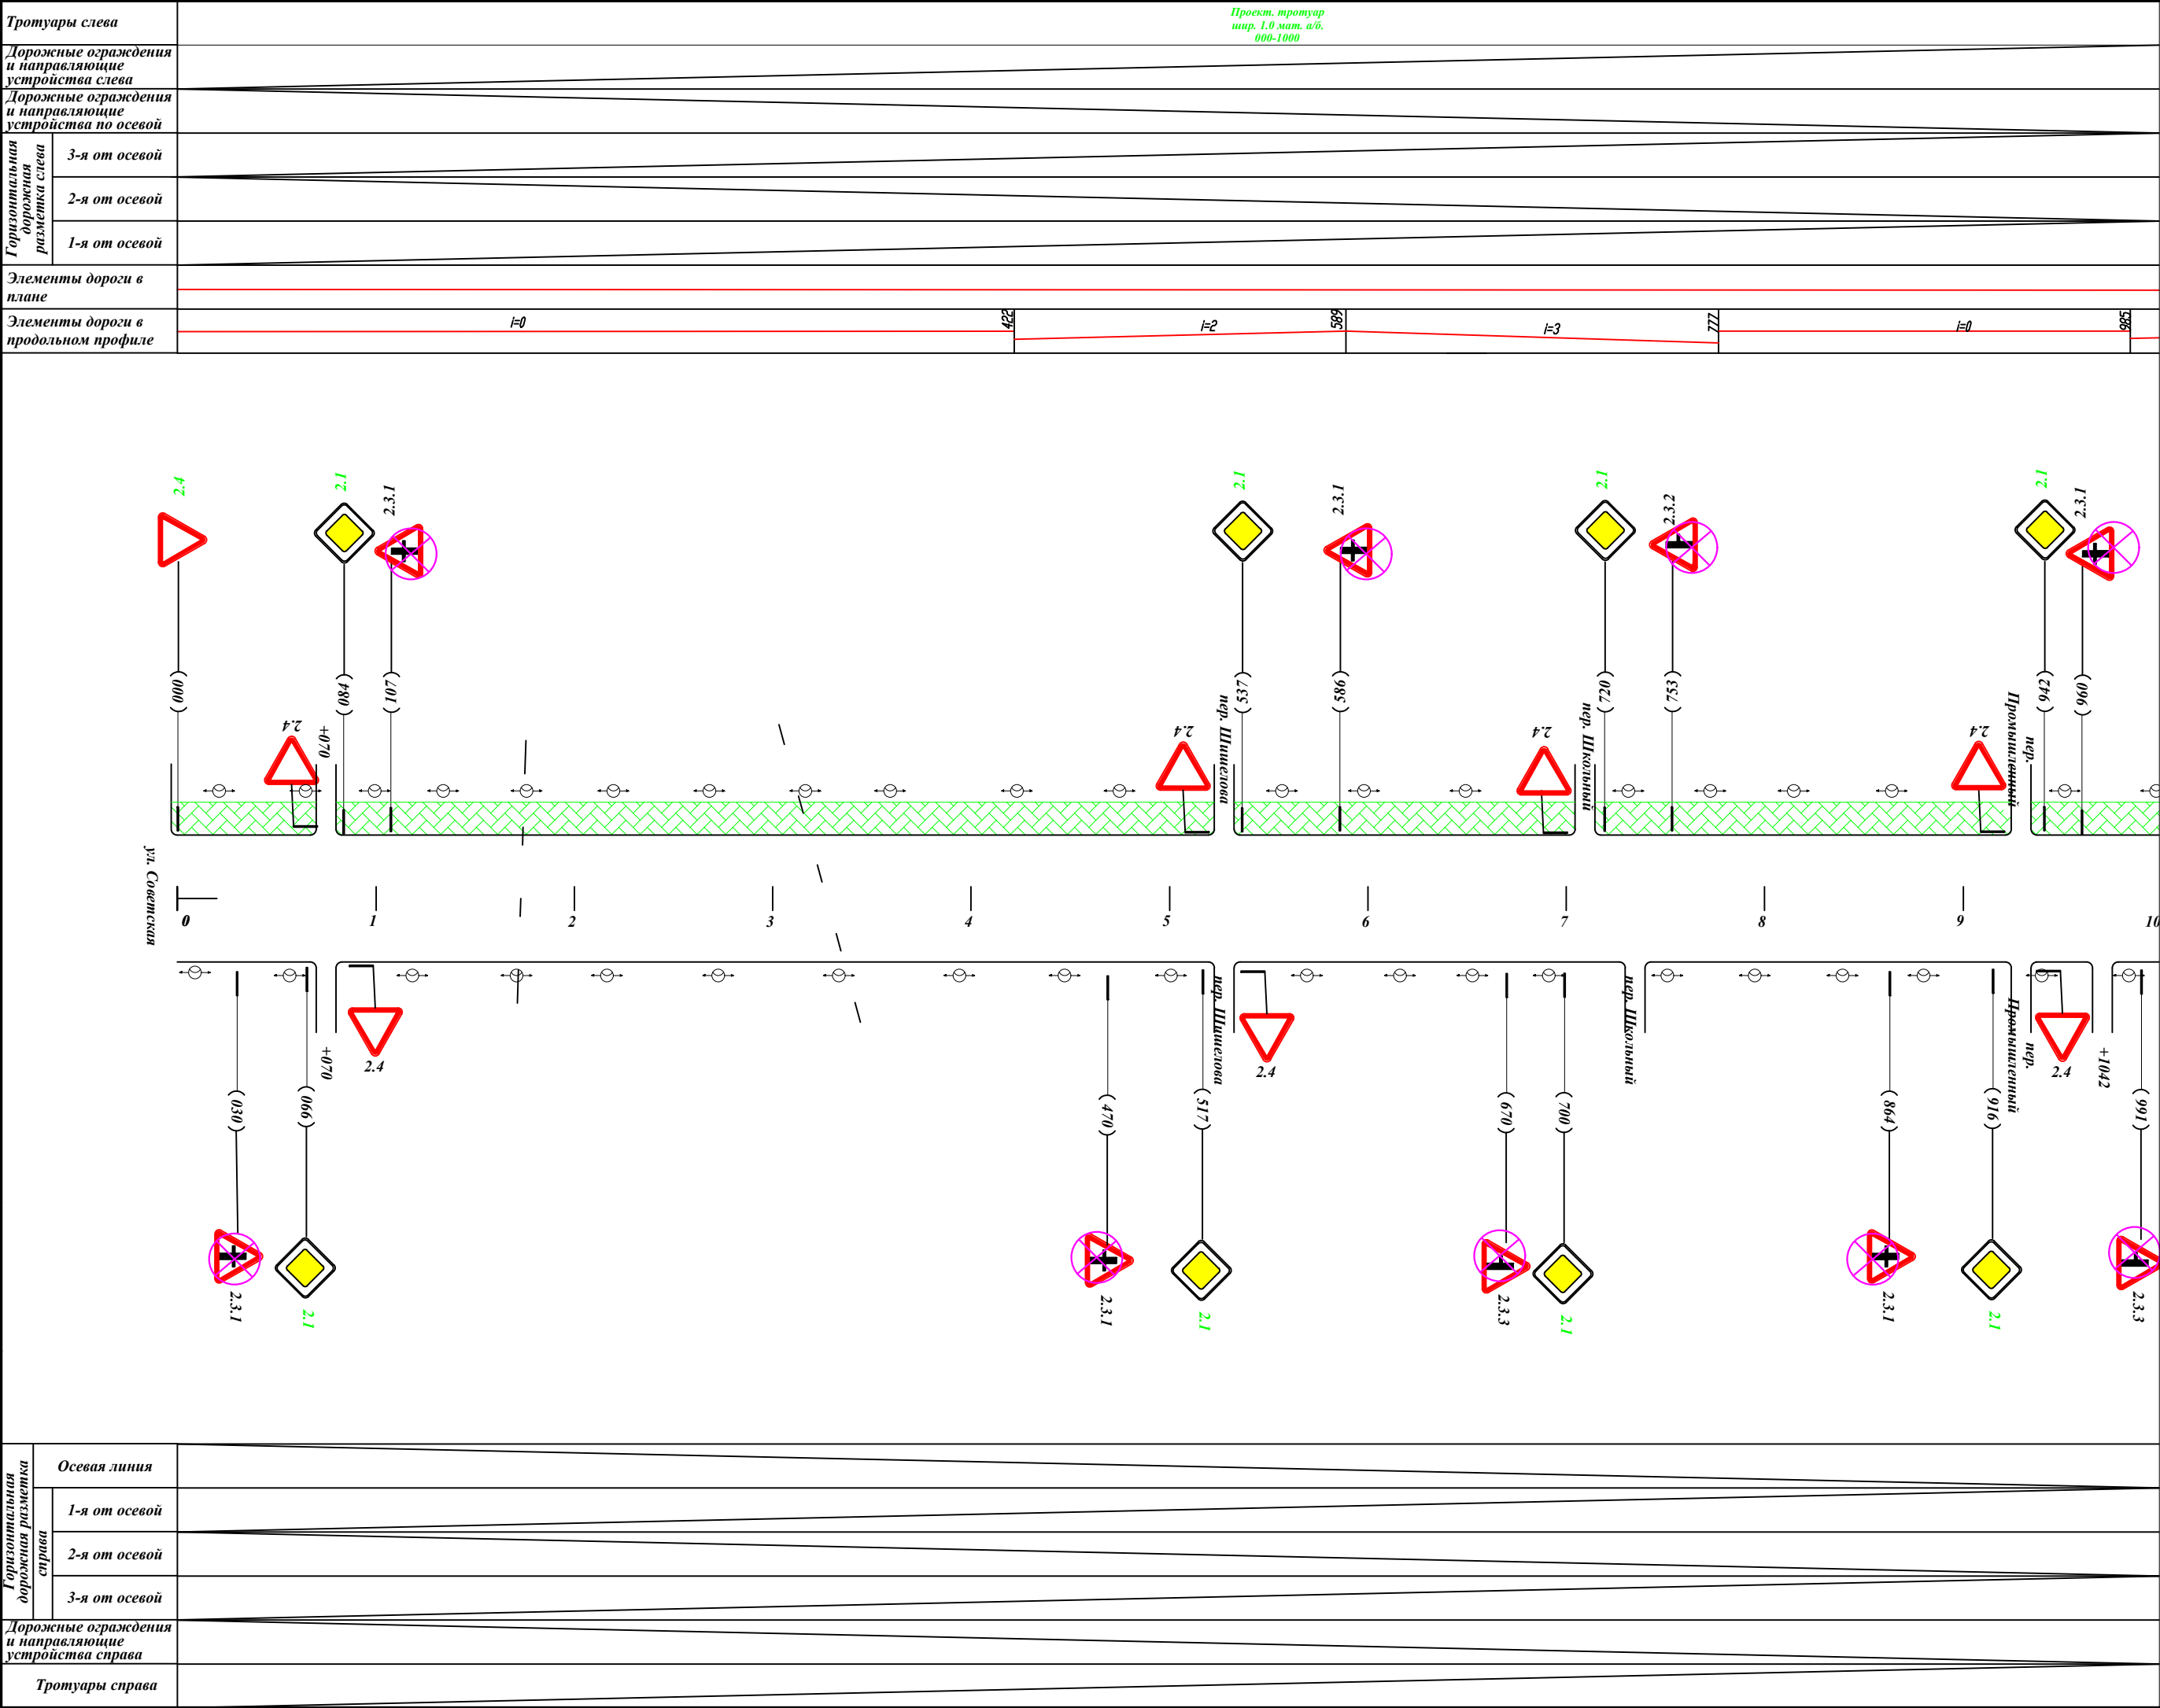 Тротуары слева
Проект. тротуар
шир. 1.0 мат. а/б.
000-1000
Дорожные ограждения
и направляющие
устройства слева
Дорожные ограждения
и направляющие
устройства по осевой
Горизонтальная
дорожная
разметка слева
3-я от осевой
2-я от осевой
1-я от осевой
Элементы дороги в
плане
Элементы дороги в
продольном профиле
i=0
422
i=2
589
i=3
777
i=0
985
2.4
2.1
2.3.1
2.1
2.3.1
2.1
2.3.2
2.1
2.3.1
(000)
(084)
(107)
(537)
(586)
(720)
(753)
(942)
(960)
2.4
+070
2.4
пер. Шишелова
2.4
пер. Школьный
2.4
пер.
Промышленный
ул. Советская
0
1
2
3
4
5
6
7
8
9
10
+070
2.4
пер. Шишелова
2.4
пер. Школьный
пер.
Промышленный
2.4
+1042
(030)
(066)
(470)
(517)
(670)
(700)
(864)
(916)
(991)
2.3.1
2.1
2.3.1
2.1
2.3.3
2.1
2.3.1
2.1
2.3.3
Горизонтальная
дорожная разметка
справа
Осевая линия
1-я от осевой
2-я от осевой
3-я от осевой
Дорожные ограждения
и направляющие
устройства справа
Тротуары справа